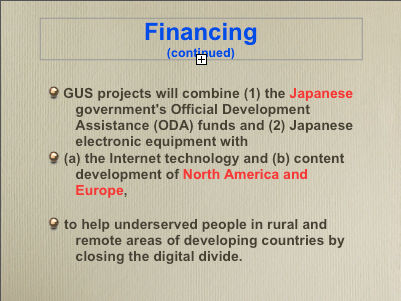 Financing
(continued)
GUS projects will combine (1) the Japanese
government's Official Development
Assistance (ODA) funds and (2) Japanese
electronic equipment with
(a) the Internet technology and (b) content
development of North America and
Europe,
to help underserved people in rural and
remote areas of developing countries by
closing the digital divide.